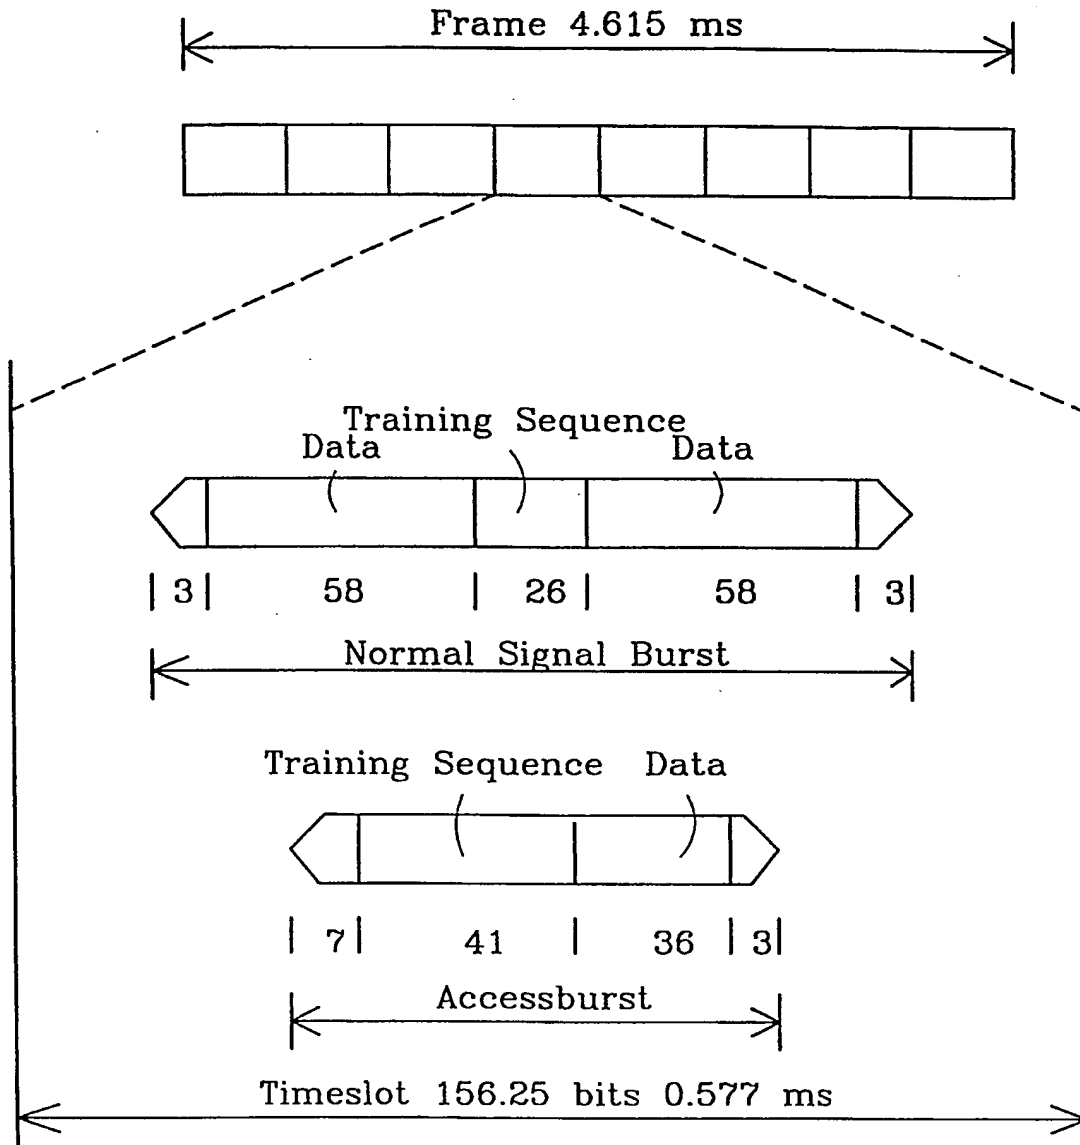 Frame 4.615 ms
Training Sequence
Data Data
3 58 26 58 3
Normal Signal Burst
Training Sequence Data
7 41 36 3
Accessburst
Timeslot 156.25 bits 0.577 ms